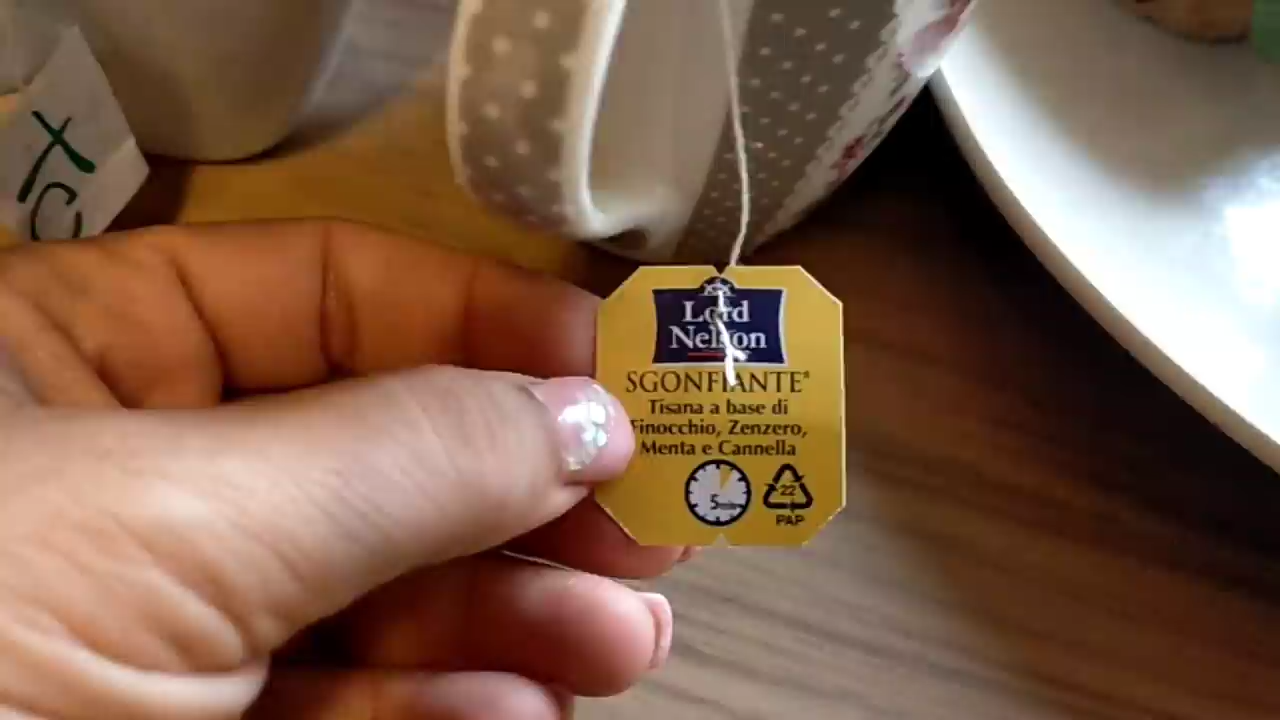 Lord
Nelson
SGONFIANTE*
Tisana a base di
Finocchio, Zenzero,
Menta e Cannella
5min
22
PAP